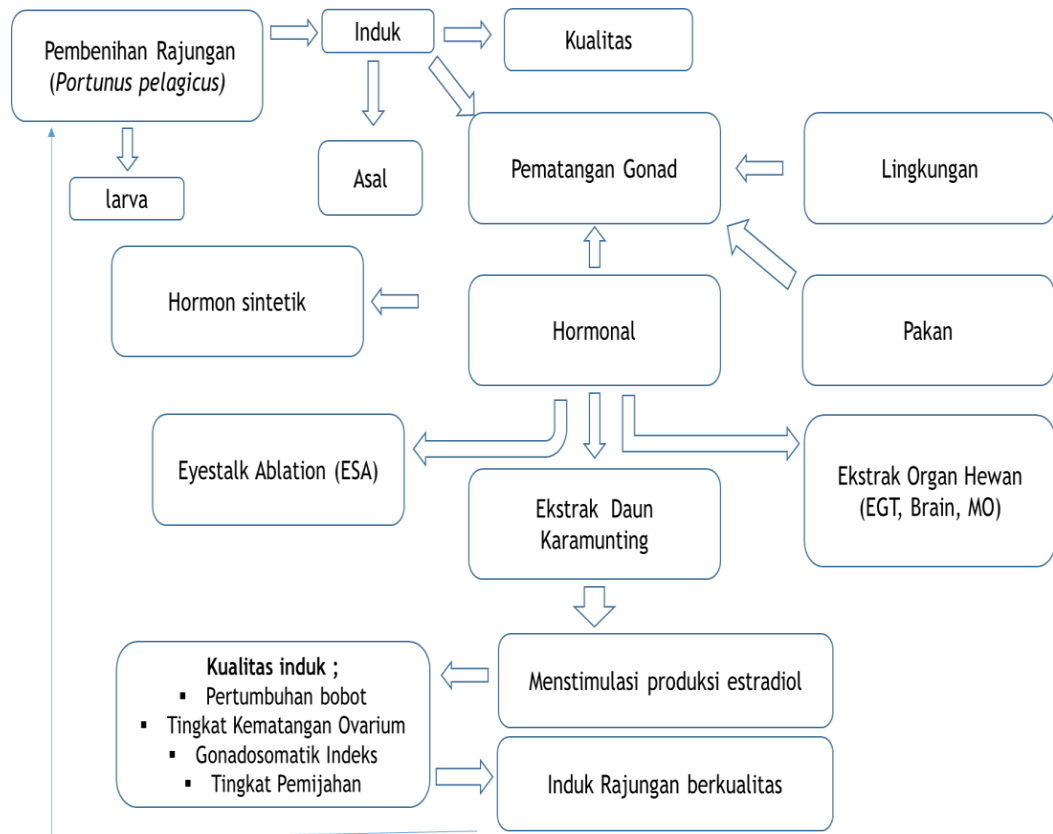 Pembenihan Rajungan
(Portunus pelagicus)
Induk
Kualitas
larva
Asal
Pematangan Gonad
Lingkungan
Hormon sintetik
Hormonal
Pakan
Eyestalk Ablation (ESA)
Ekstrak Daun
Karamunting
Ekstrak Organ Hewan
(EGT, Brain, MO)
Kualitas induk ;
▪ Pertumbuhan bobot
▪ Tingkat Kematangan Ovarium
▪ Gonadosomatik Indeks
▪ Tingkat Pemijahan
Menstimulasi produksi estradiol
Induk Rajungan berkualitas